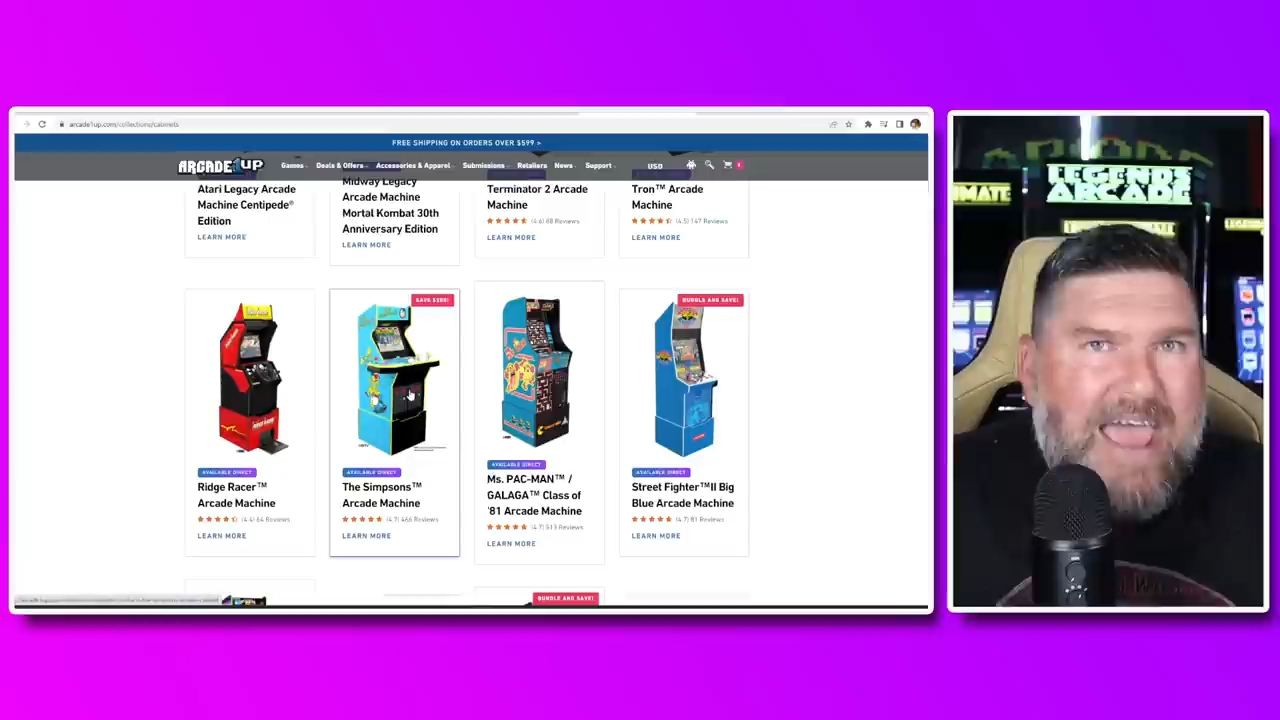 arcade1up.com/collections/cabinets
FREE SHIPPING ON ORDERS OVER $599 >
ARCADE1UP
Games
Deals & Offers
Accessories & Apparel
Submissions
Retailers
News
Support
USD
Atari Legacy Arcade
Machine Centipede®
Edition
LEARN MORE
Midway Legacy
Arcade Machine
Mortal Kombat 30th
Anniversary Edition
LEARN MORE
Terminator 2 Arcade
Machine
(4.6) 68 Reviews
LEARN MORE
Tron™ Arcade
Machine
(4.5) 147 Reviews
LEARN MORE
AVAILABLE DIRECT
Ridge Racer™
Arcade Machine
(4.4) 64 Reviews
LEARN MORE
AVAILABLE DIRECT
The Simpsons™
Arcade Machine
(4.7) 466 Reviews
LEARN MORE
AVAILABLE DIRECT
Ms. PAC-MAN™ /
GALAGA™ Class of
'81 Arcade Machine
(4.7) 313 Reviews
LEARN MORE
BUNDLE AND SAVE!
AVAILABLE DIRECT
Street Fighter™II Big
Blue Arcade Machine
(4.7) 81 Reviews
LEARN MORE
BUNDLE AND SAVE!
LEGENDS
ARCADE